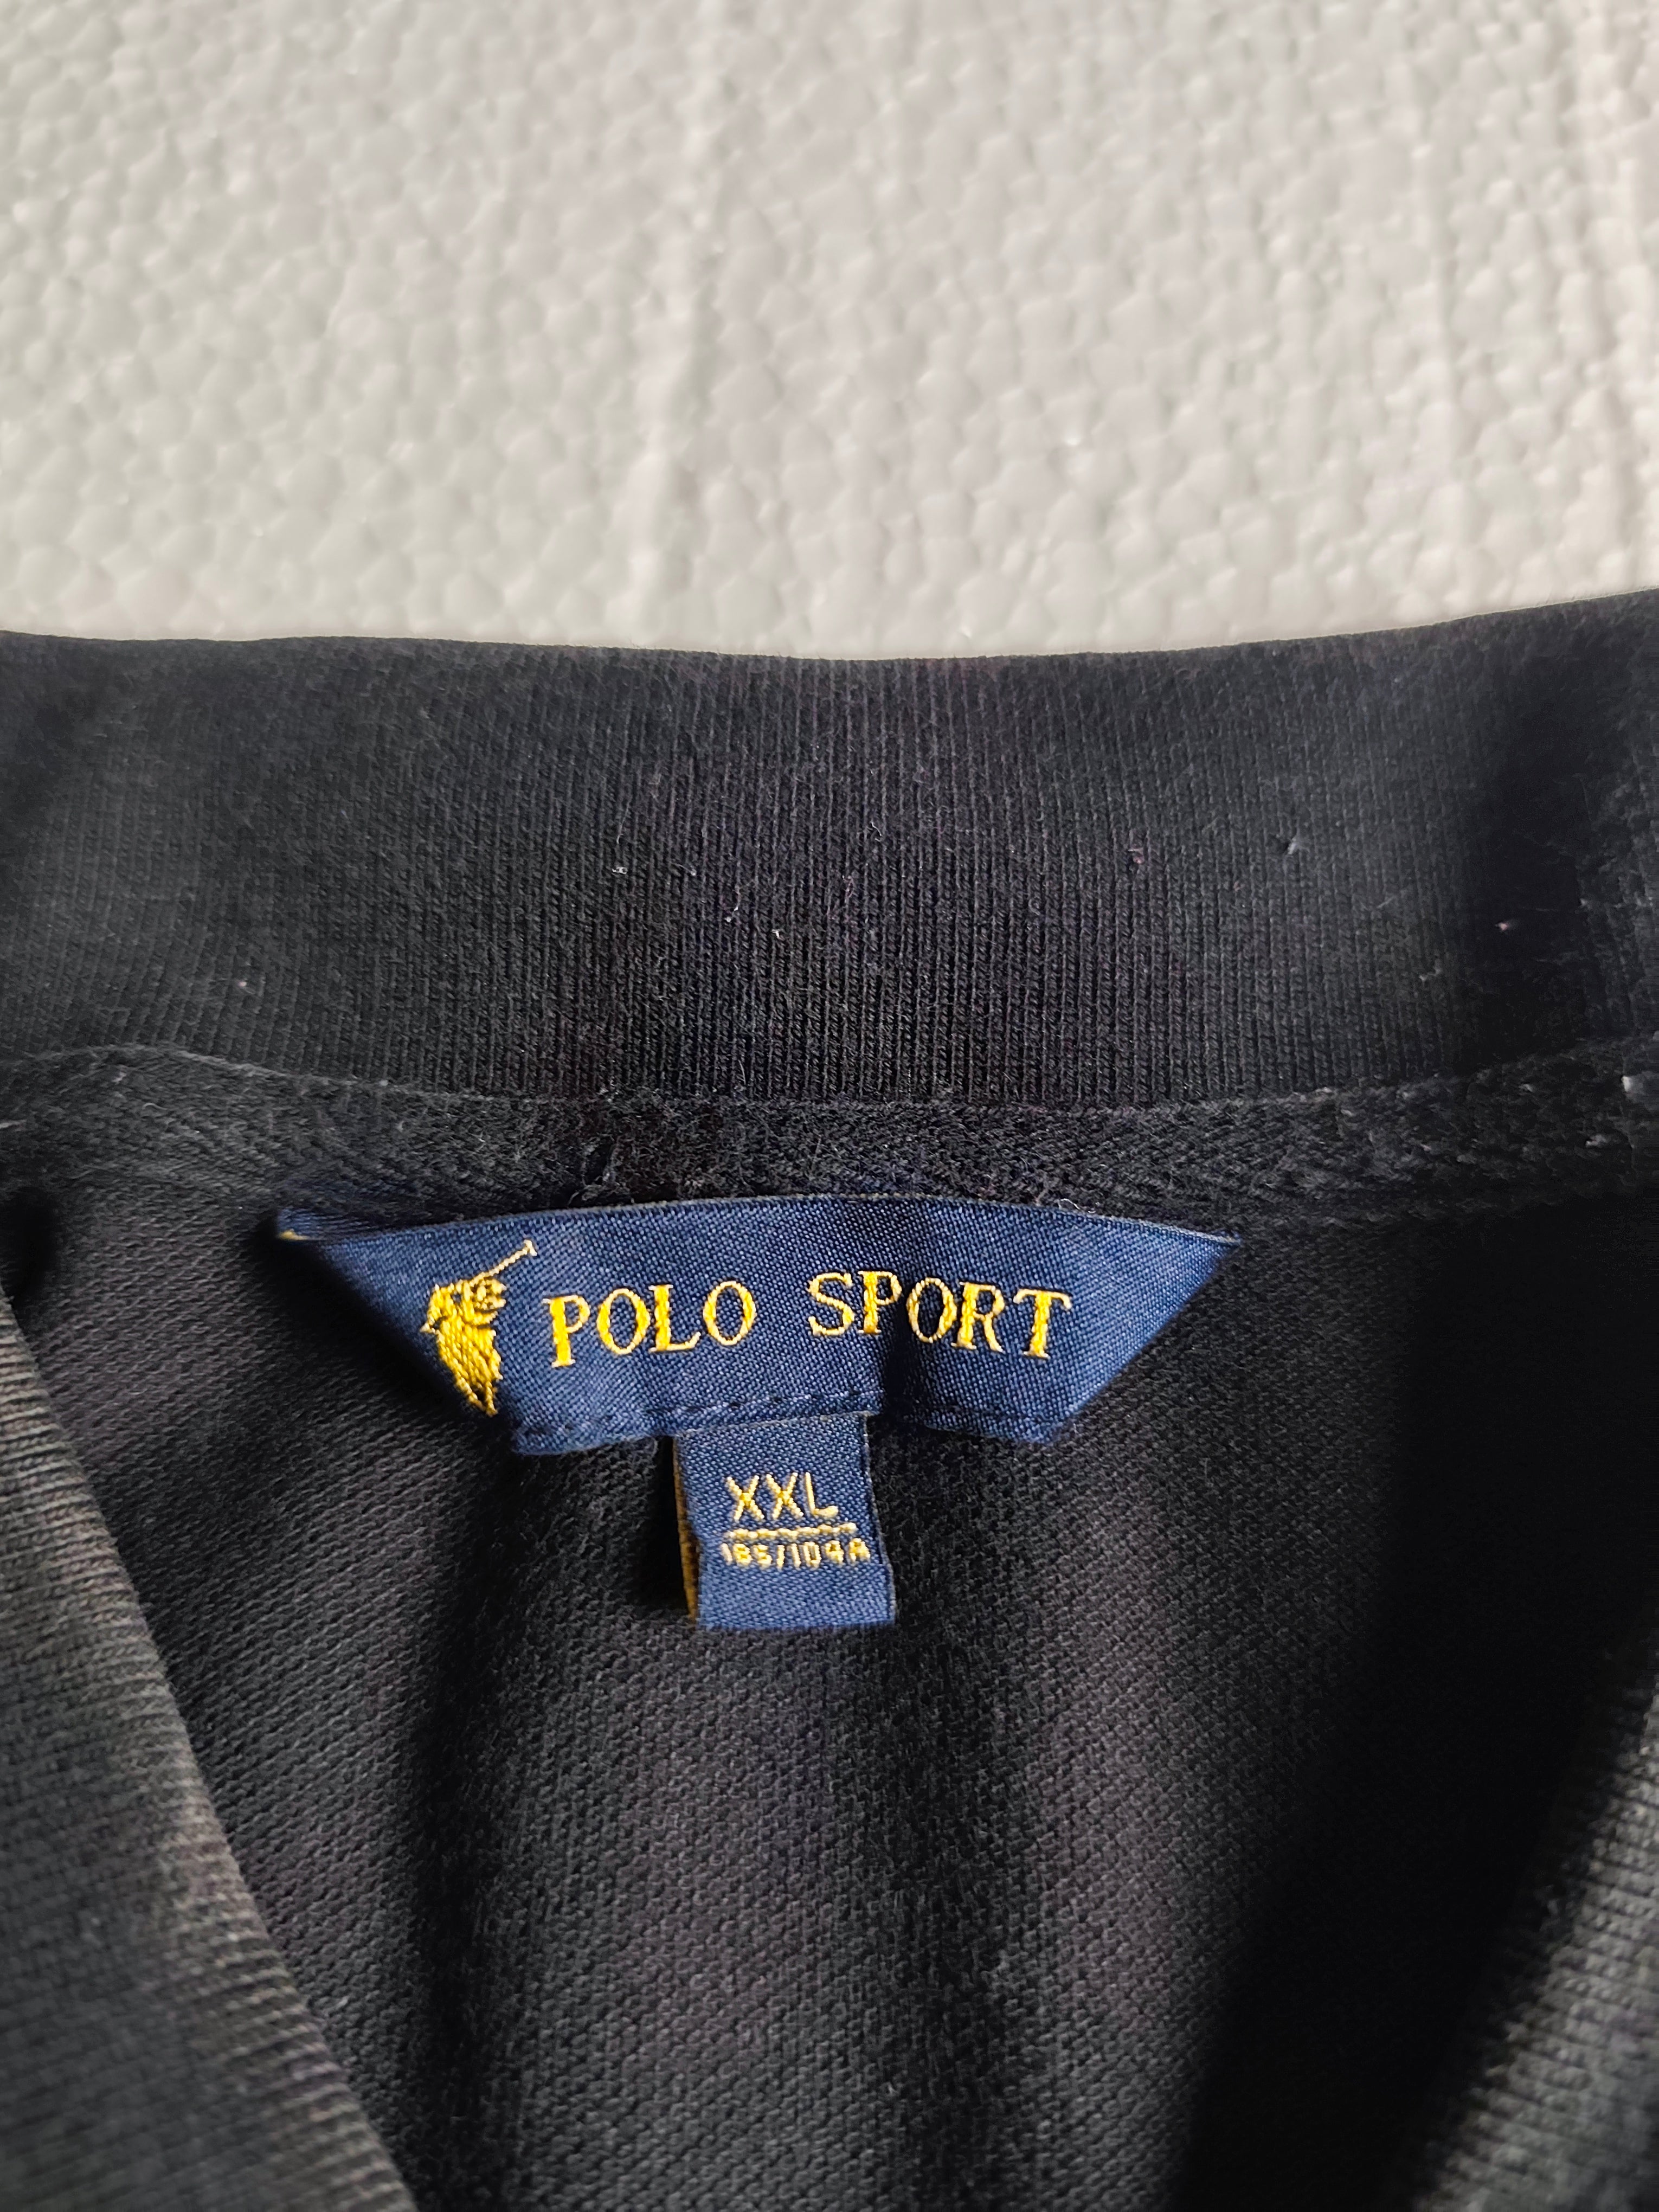 POLO SPORT
XXL
185/104A